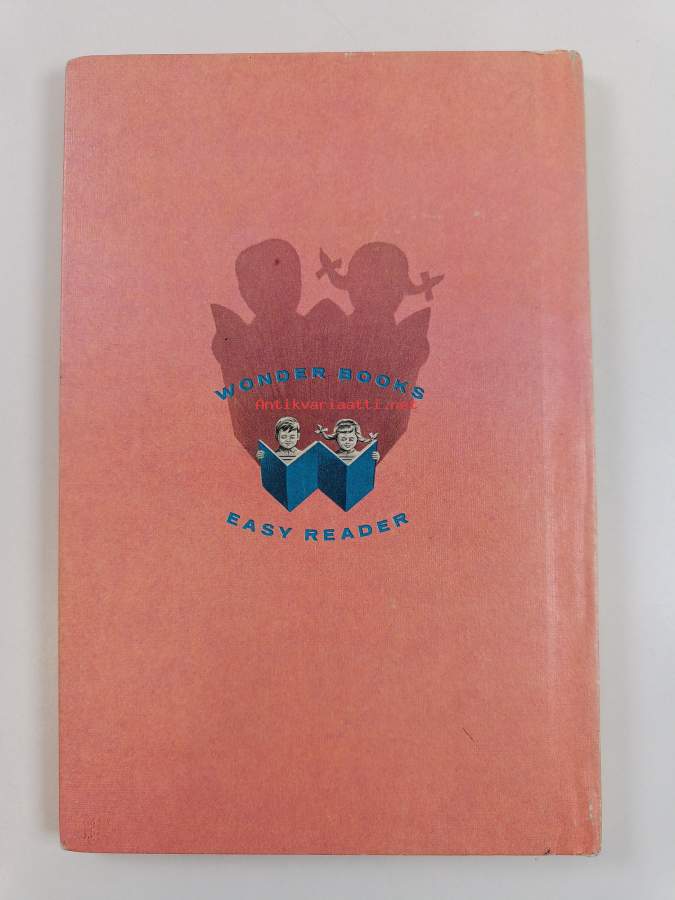 WONDER BOOKS
Antikvariaatti.net
EASY READER